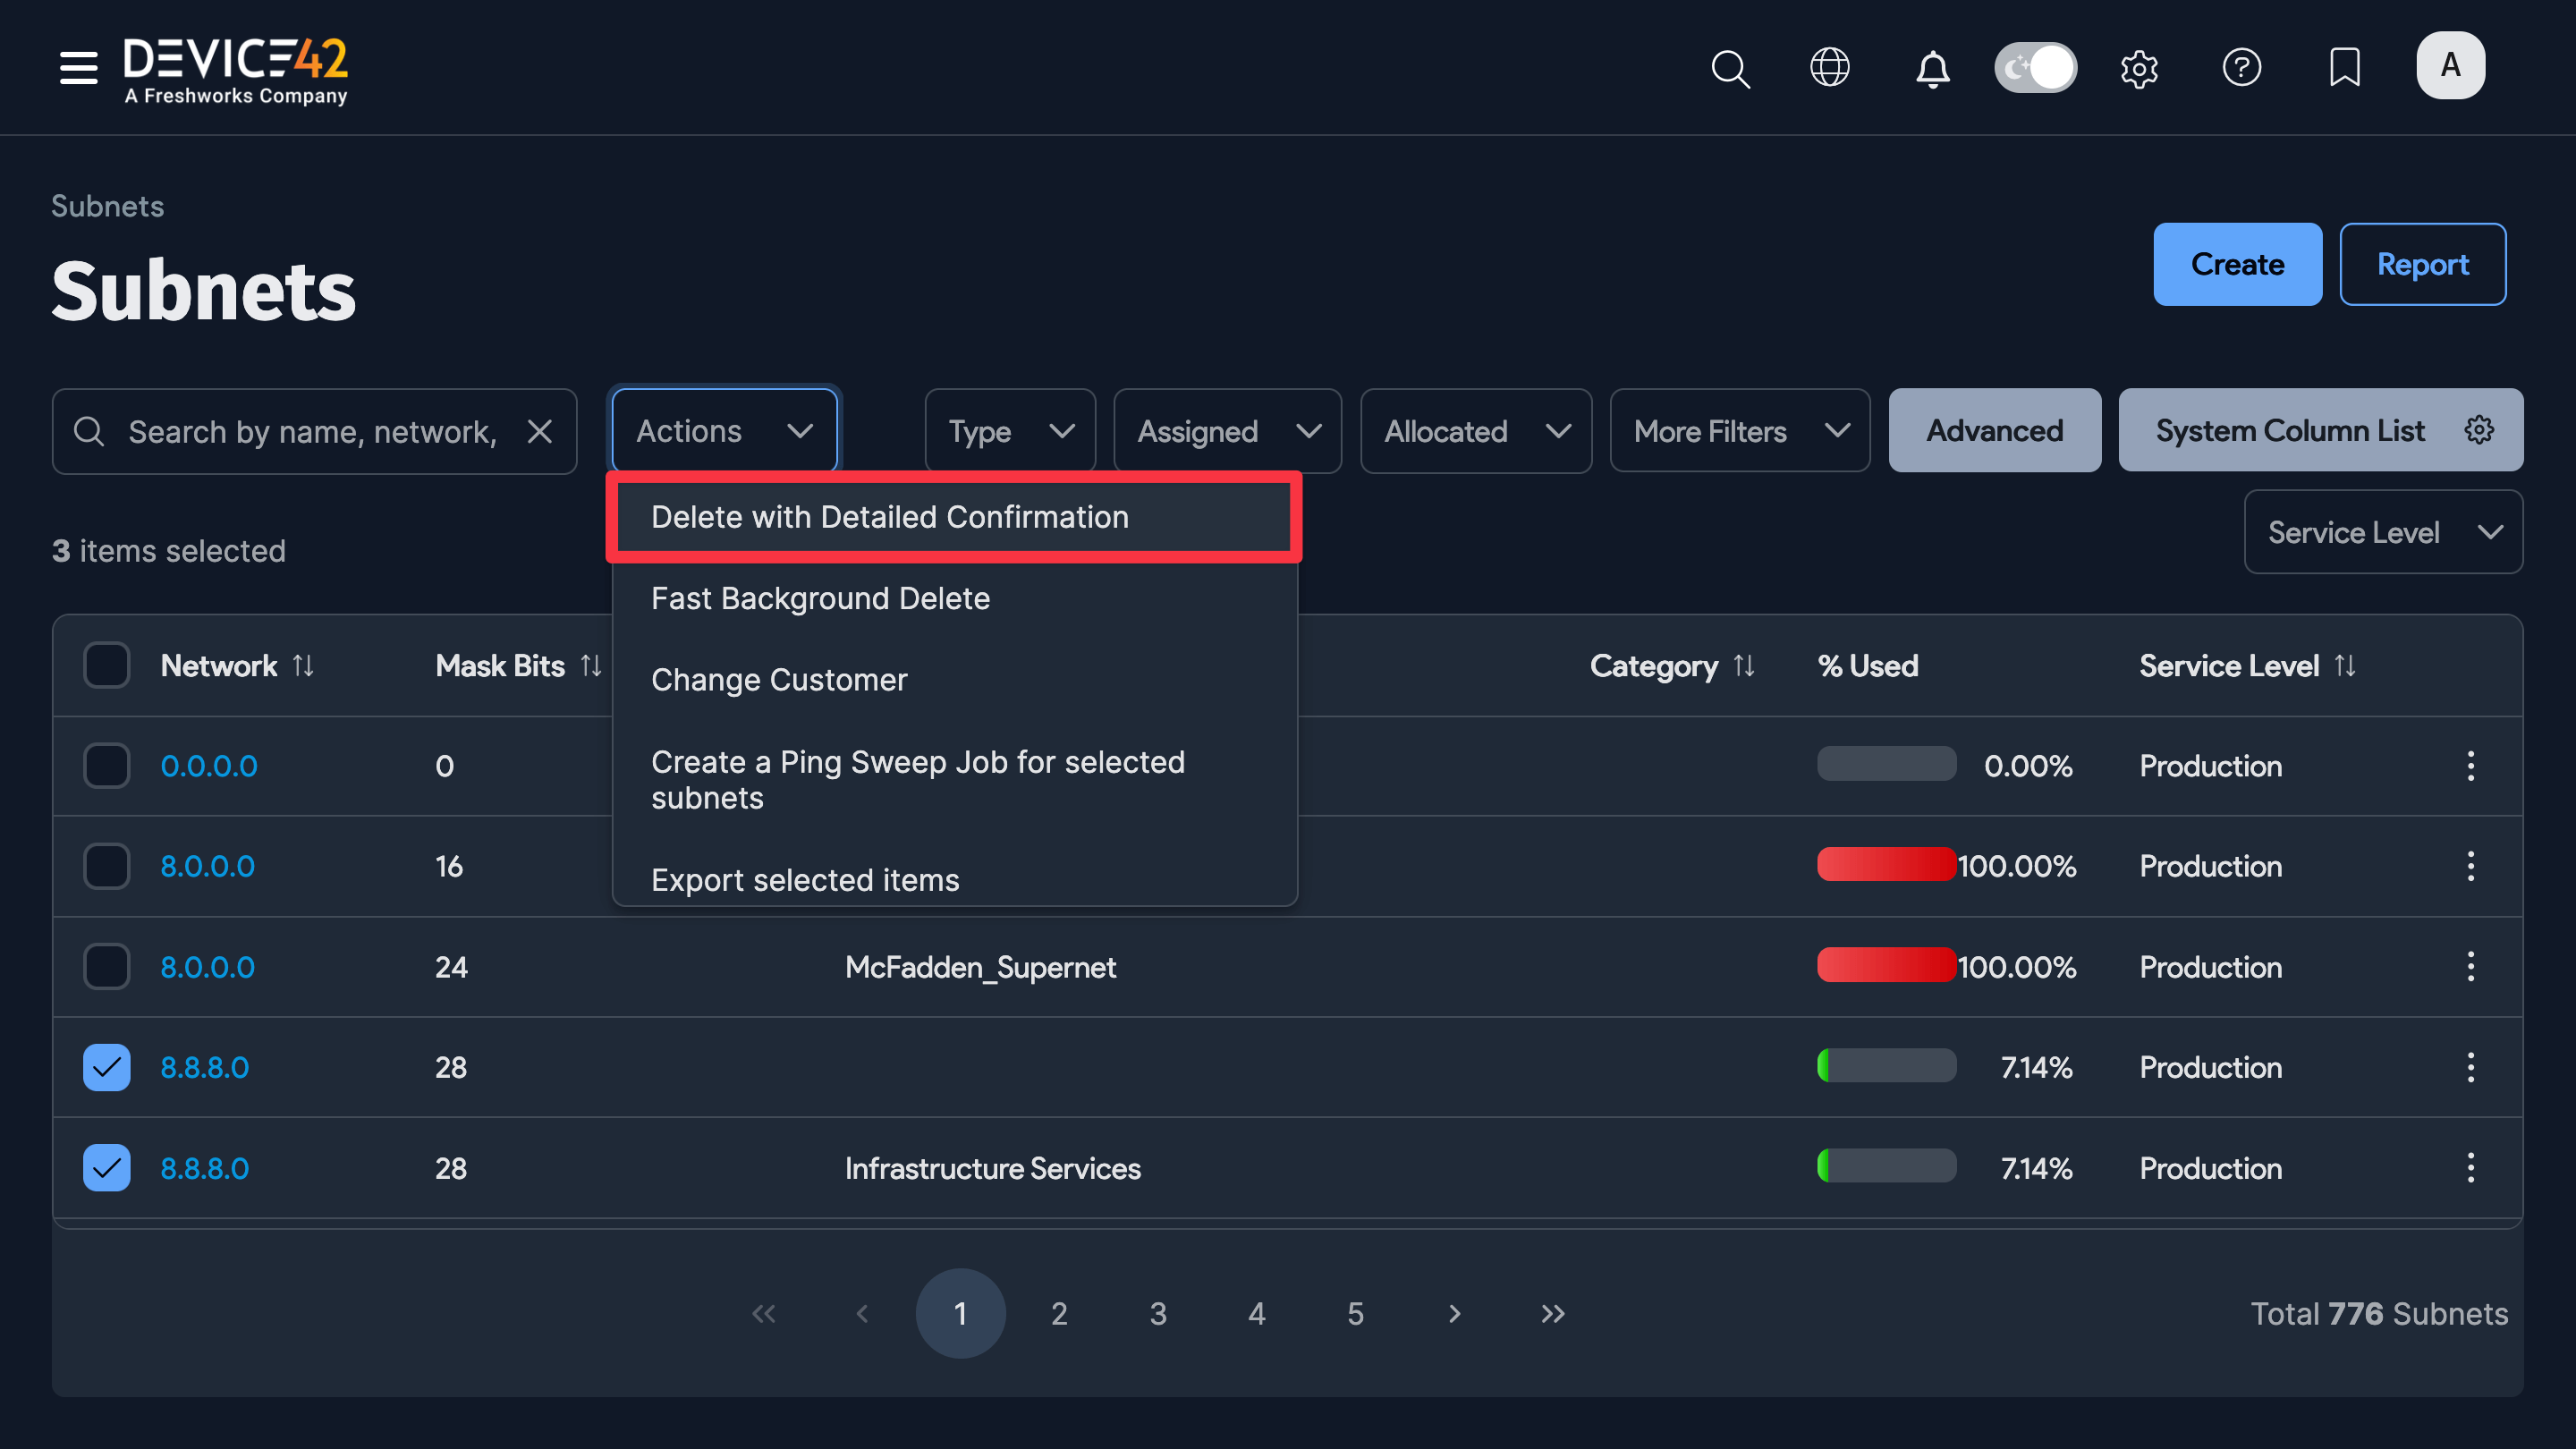 DEVICE42
A Freshworks Company
A
Subnets
Subnets
Create
Report
Search by name, network,
Actions
Type
Assigned
Allocated
More Filters
Advanced
System Column List
Service Level
3 items selected
Delete with Detailed Confirmation
Fast Background Delete
Change Customer
Create a Ping Sweep Job for selected
subnets
Export selected items
Network
Mask Bits
Category
% Used
Service Level
0.0.0.0 0 0.00% Production
8.0.0.0 16 100.00% Production
8.0.0.0 24 McFadden_Supernet 100.00% Production
8.8.8.0 28 7.14% Production
8.8.8.0 28 Infrastructure Services 7.14% Production
« ‹ 1 2 3 4 5 › »
Total 776 Subnets